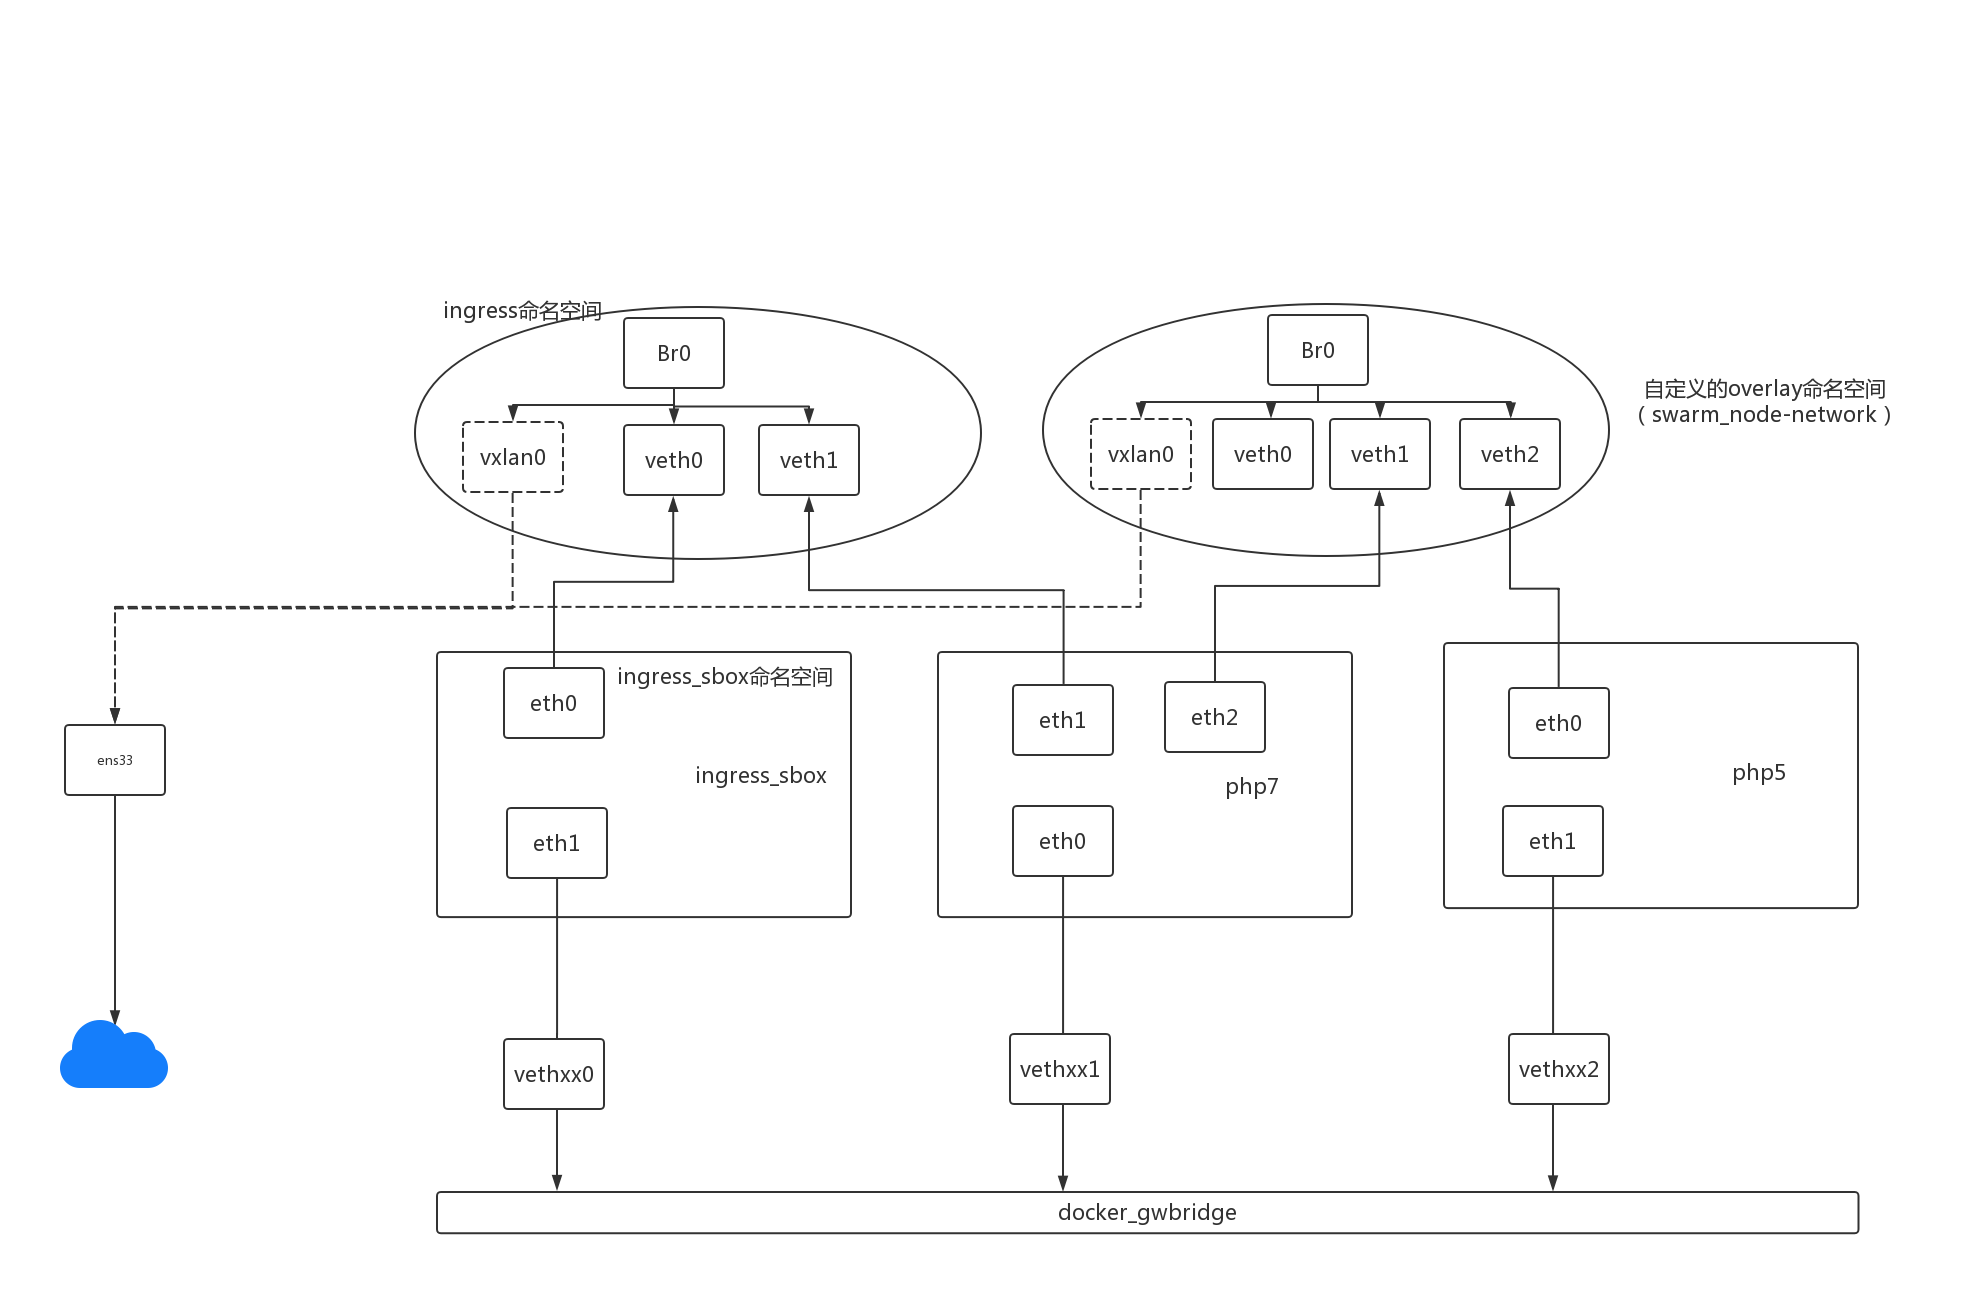 ingress命名空间
Br0
vxlan0
veth0
veth1
Br0
vxlan0
veth0
veth1
veth2
自定义的overlay命名空间
（swarm_node-network）
ens33
eth0
ingress_sbox命名空间
ingress_sbox
eth1
eth1
eth2
php7
eth0
eth0
php5
eth1
vethxx0
vethxx1
vethxx2
docker_gwbridge